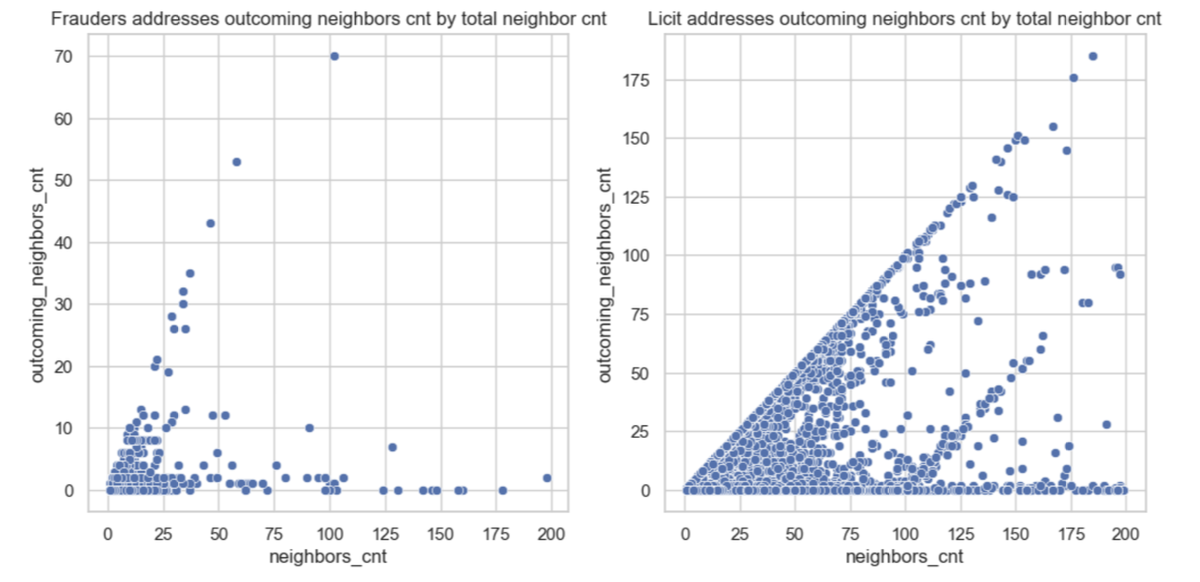 Frauders addresses outcoming neighbors cnt by total neighbor cnt
70
60
50
40
30
20
10
0
outcoming_neighbors_cnt
0 25 50 75 100 125 150 175 200
neighbors_cnt
Licit addresses outcoming neighbors cnt by total neighbor cnt
175
150
125
100
75
50
25
0
outcoming_neighbors_cnt
0 25 50 75 100 125 150 175 200
neighbors_cnt